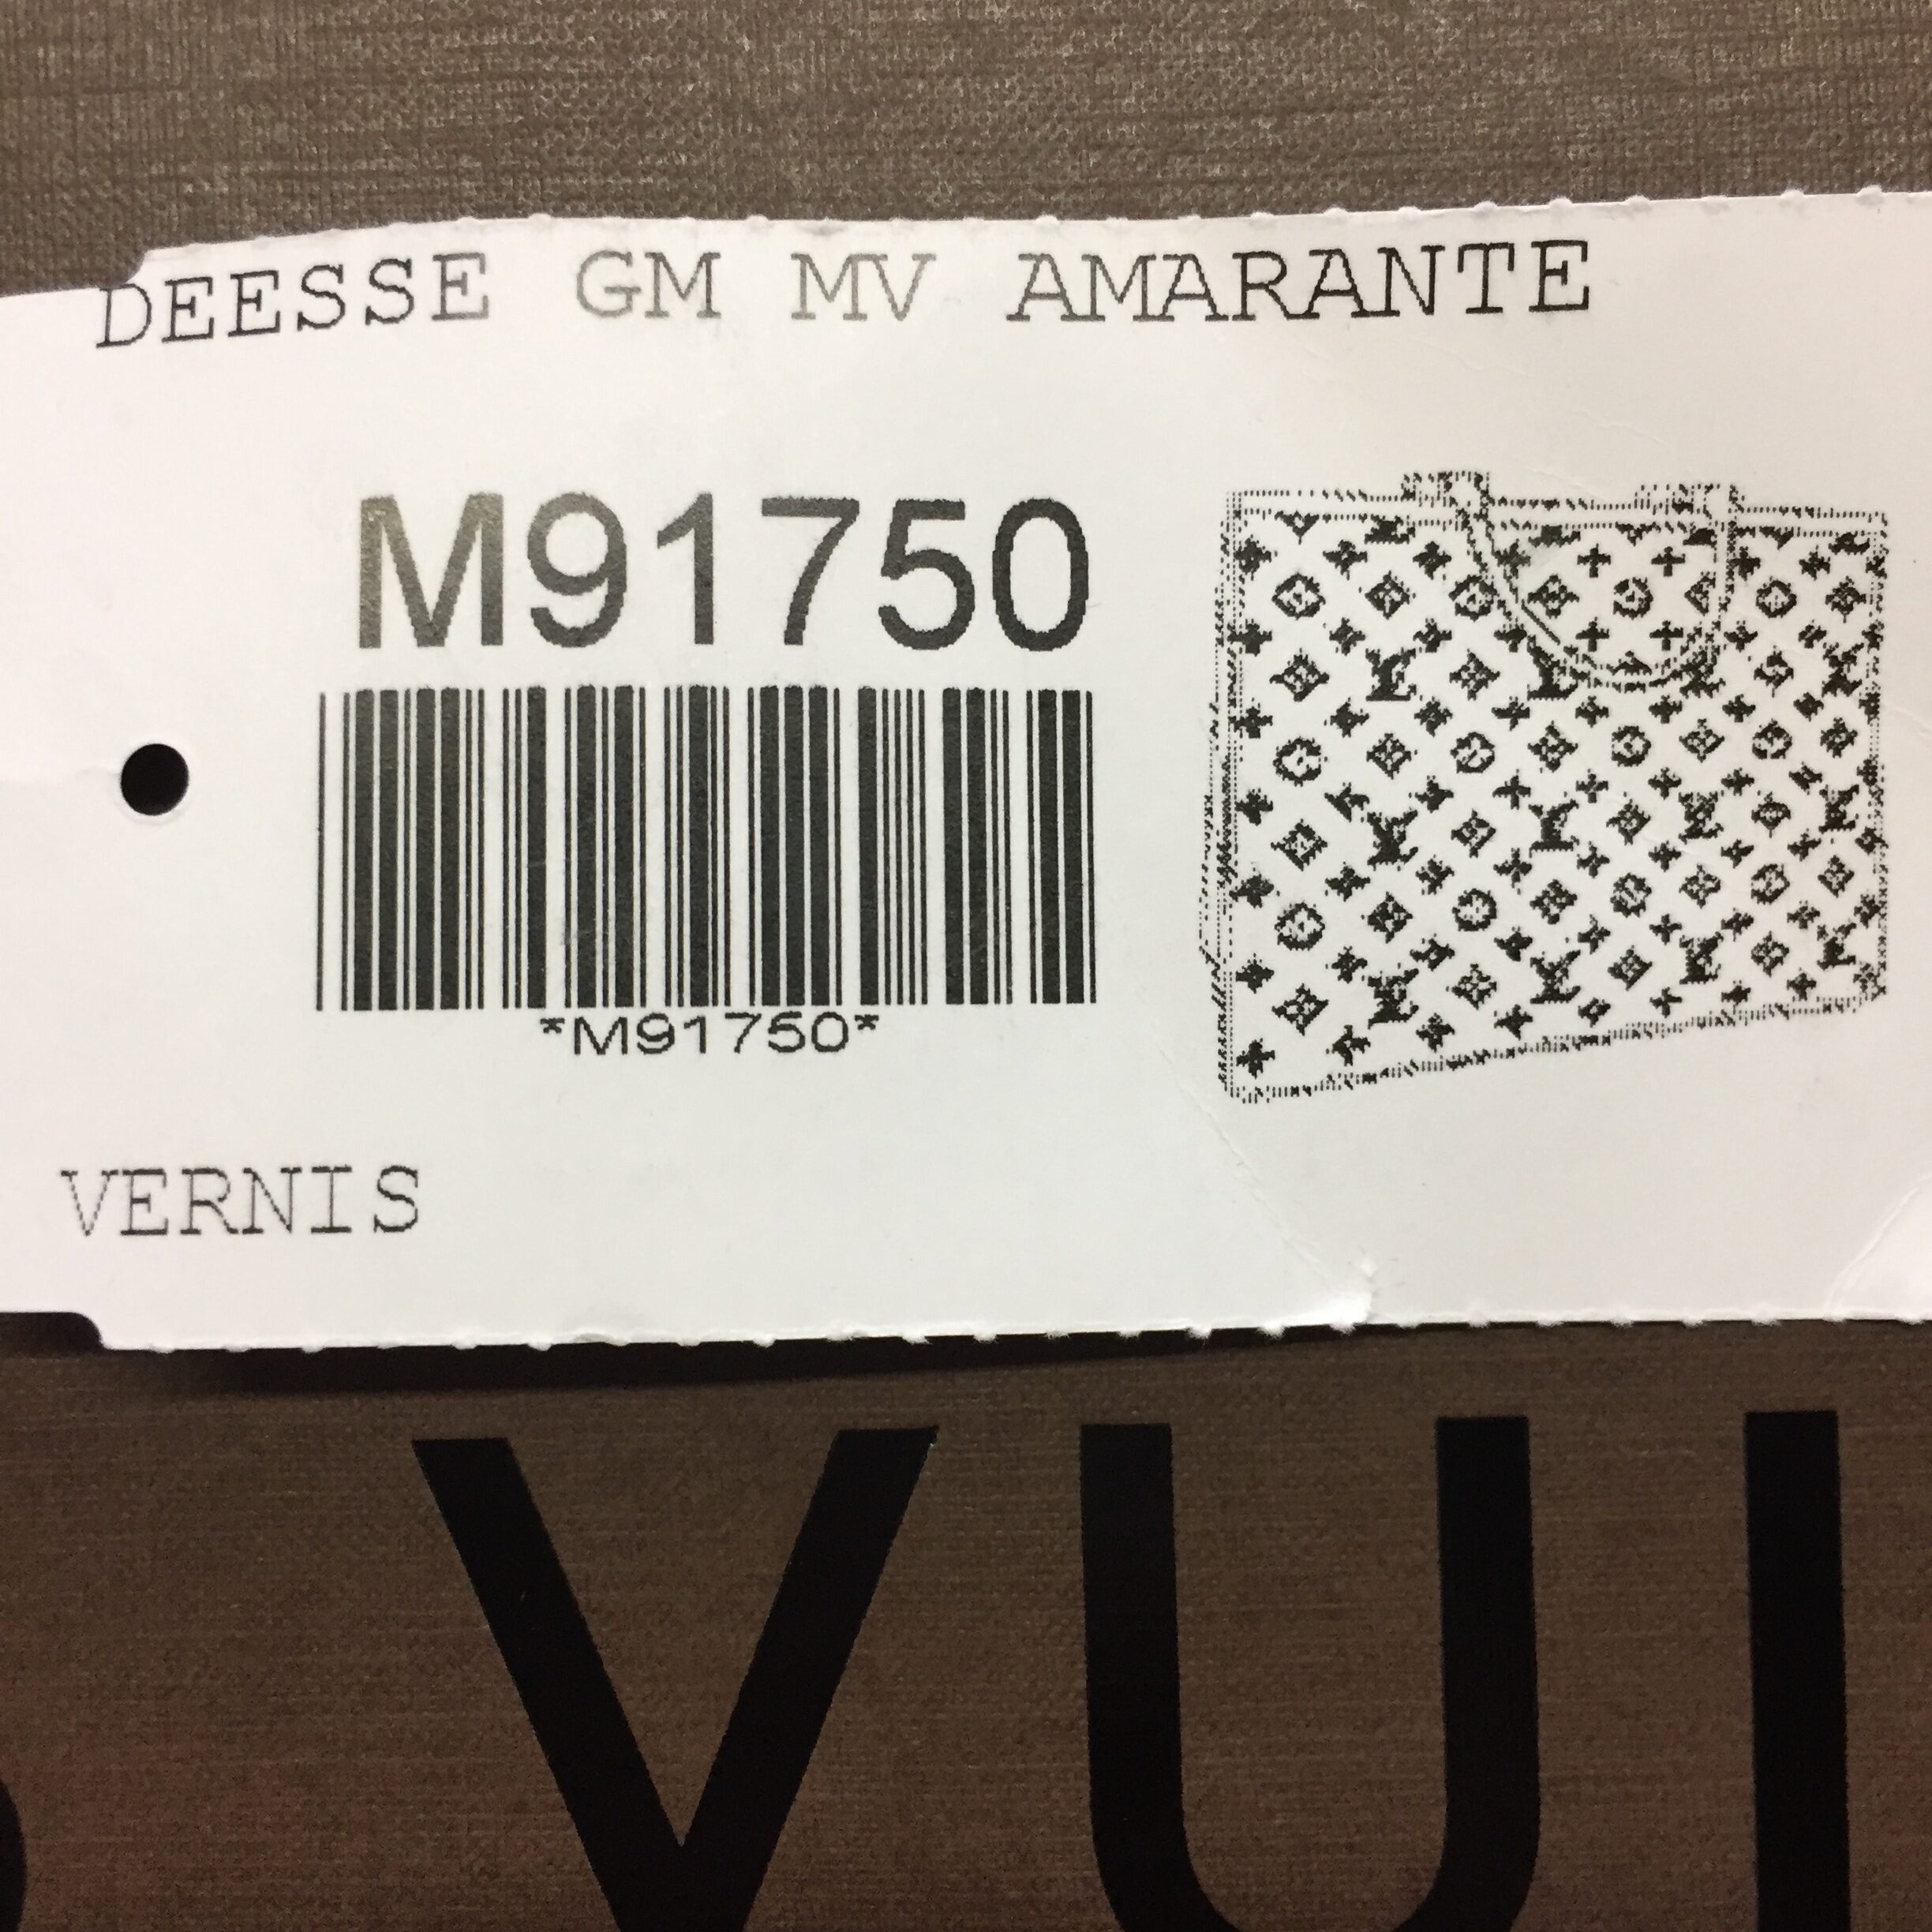 DEESSE GM MV AMARANTE
M91750
*M91750*
VERNIS
VUI